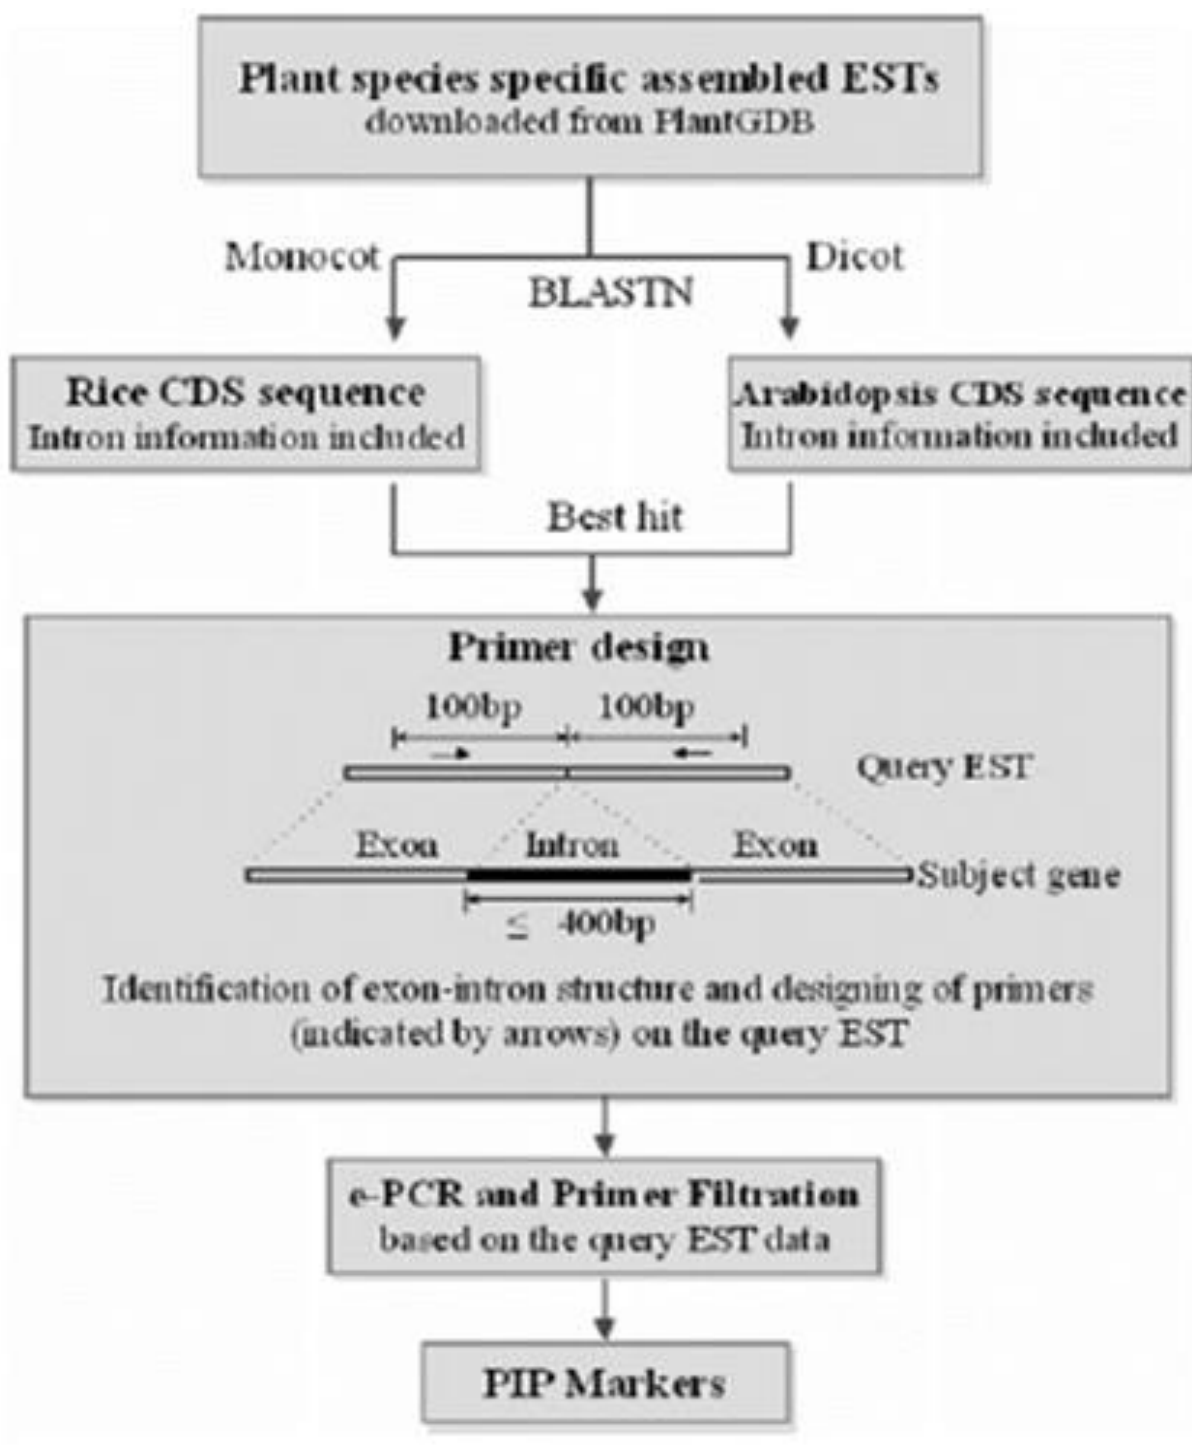 Plant species specific assembled ESTs
downloaded from PlantGDB
Monocot
Dicot
BLASTN
Rice CDS sequence
Intron information included
Arabidopsis CDS sequence
Intron information included
Best hit
Primer design
100bp
100bp
Query EST
Exon
Intron
Exon
Subject gene
≤ 400bp
Identification of exon-intron structure and designing of primers
(indicated by arrows) on the query EST
e-PCR and Primer Filtration
based on the query EST data
PIP Markers